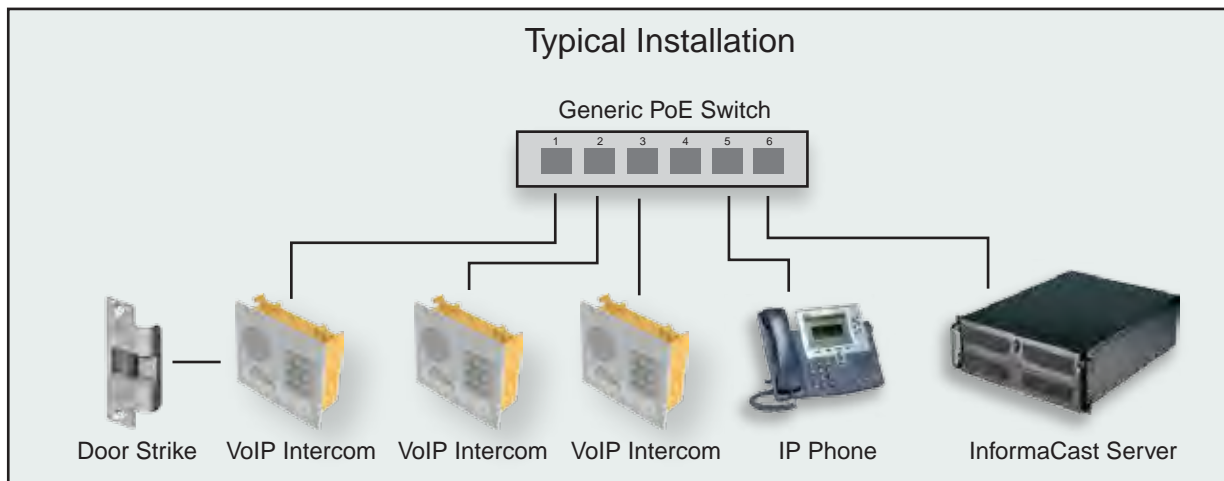 Typical Installation
Generic PoE Switch
1 2 3 4 5 6
Door Strike VoIP Intercom VoIP Intercom VoIP Intercom IP Phone InformaCast Server